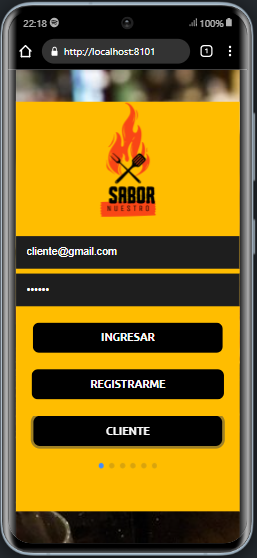 22:18 100%
http://localhost:8101 1
SABOR
NUESTRO
cliente@gmail.com
••••••
INGRESAR
REGISTRARME
CLIENTE